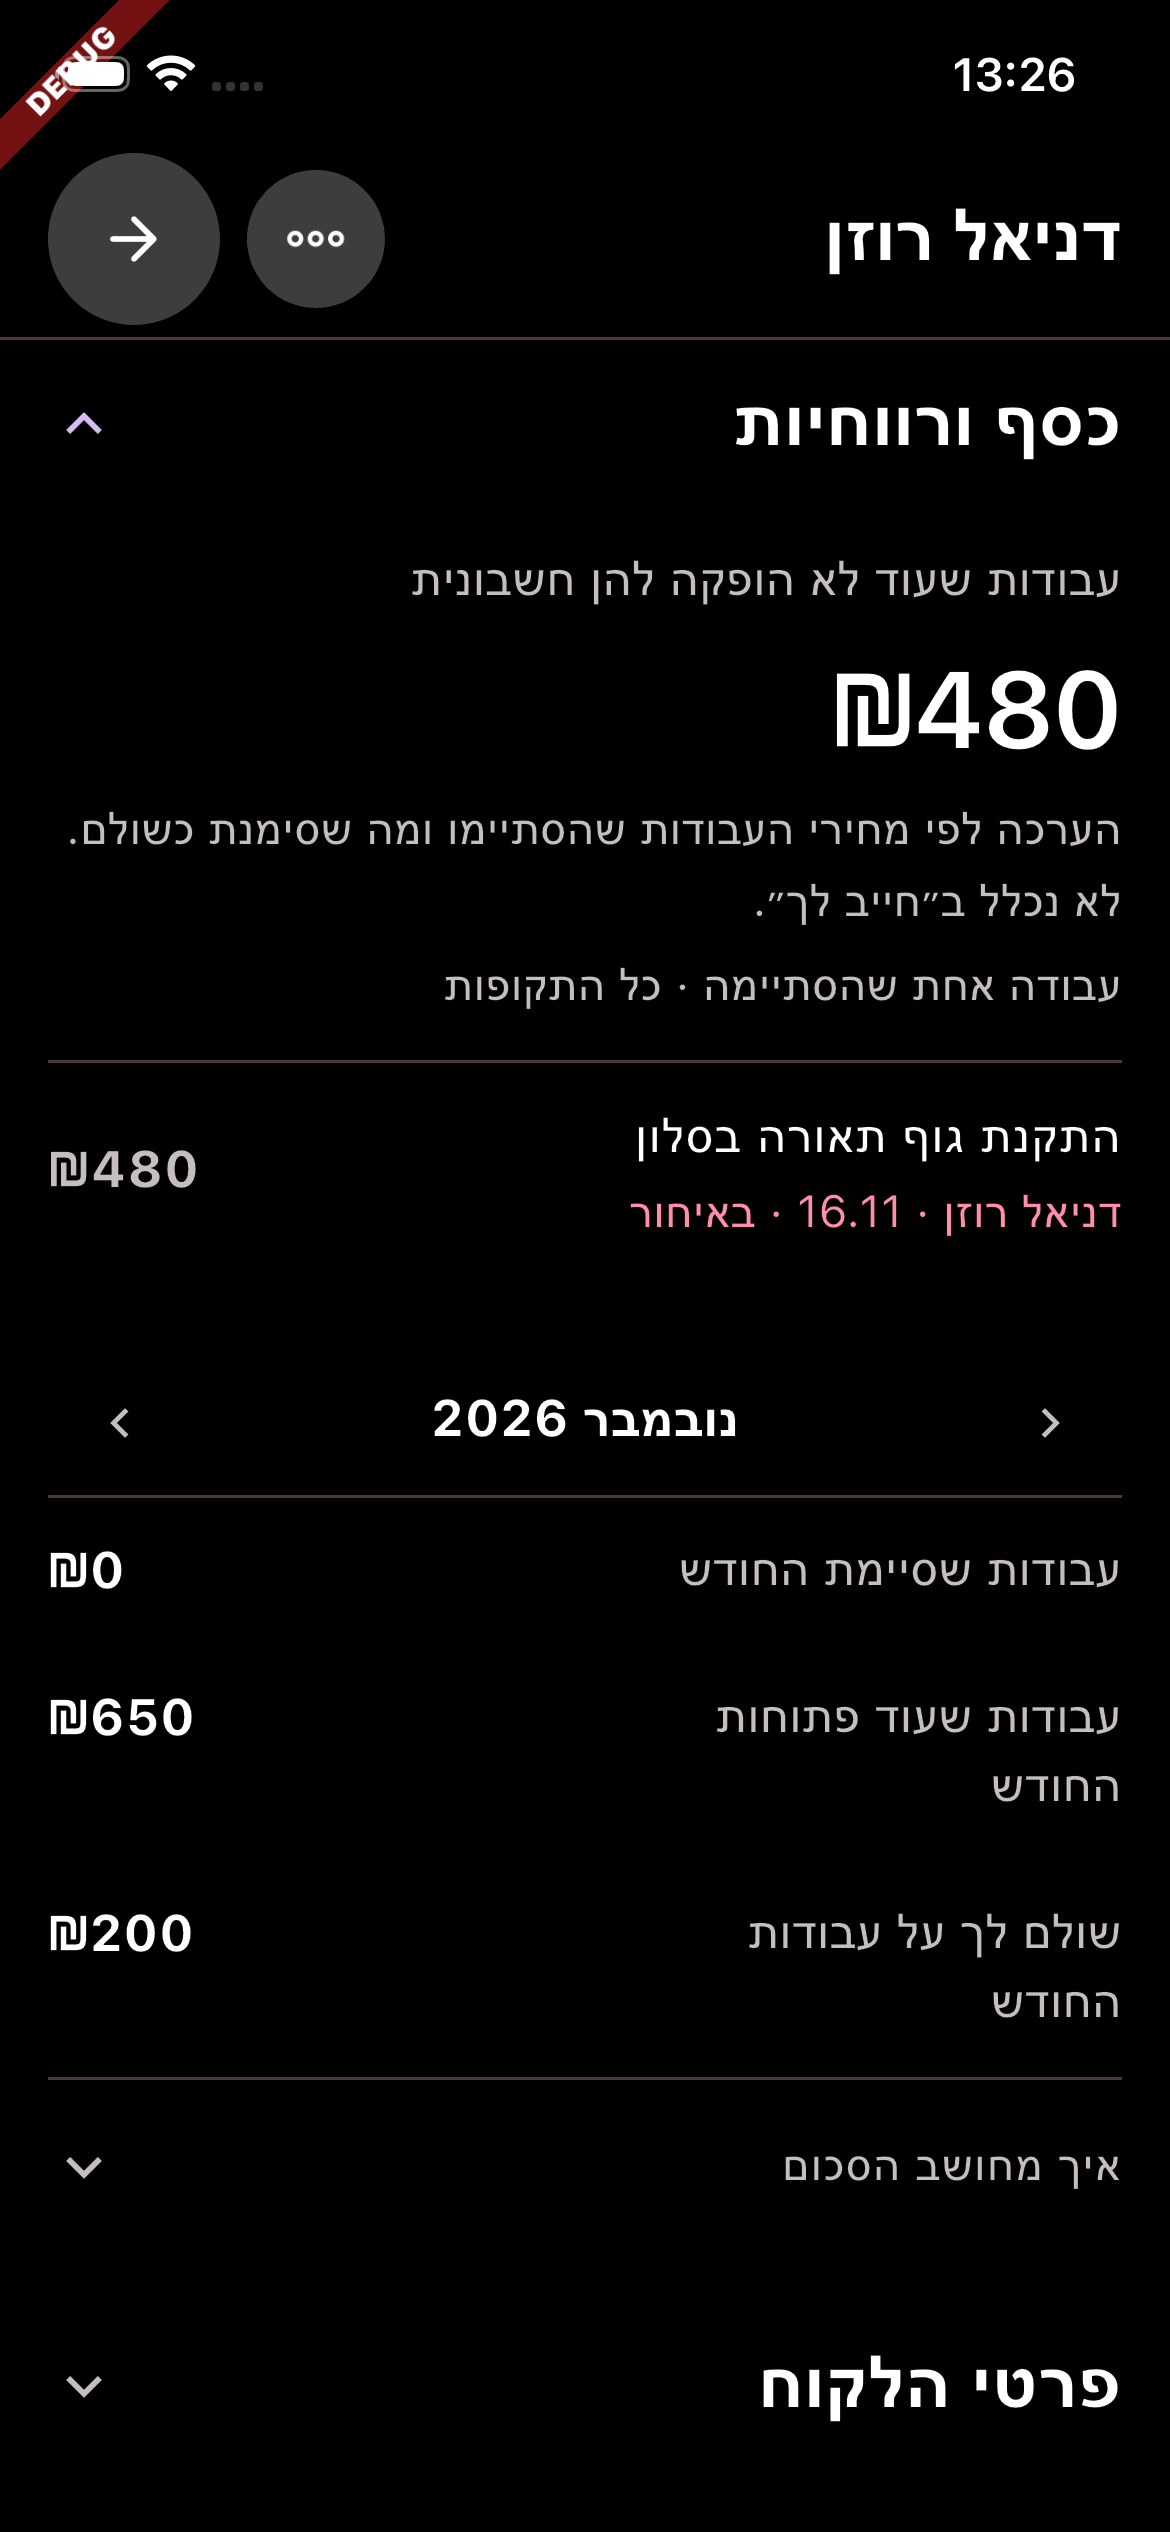 DEBUG
13:26
דניאל רוזן
כסף ורווחיות
עבודות שעוד לא הופקה להן חשבונית
₪480
הערכה לפי מחירי העבודות שהסתיימו ומה שסימנת כשולם.
לא נכלל ב״חייב לך״.
עבודה אחת שהסתיימה · כל התקופות
התקנת גוף תאורה בסלון
₪480
דניאל רוזן · 16.11 · באיחור
נובמבר 2026
עבודות שסיימת החודש
₪0
עבודות שעוד פתוחות
החודש
₪650
שולם לך על עבודות
החודש
₪200
איך מחושב הסכום
פרטי הלקוח